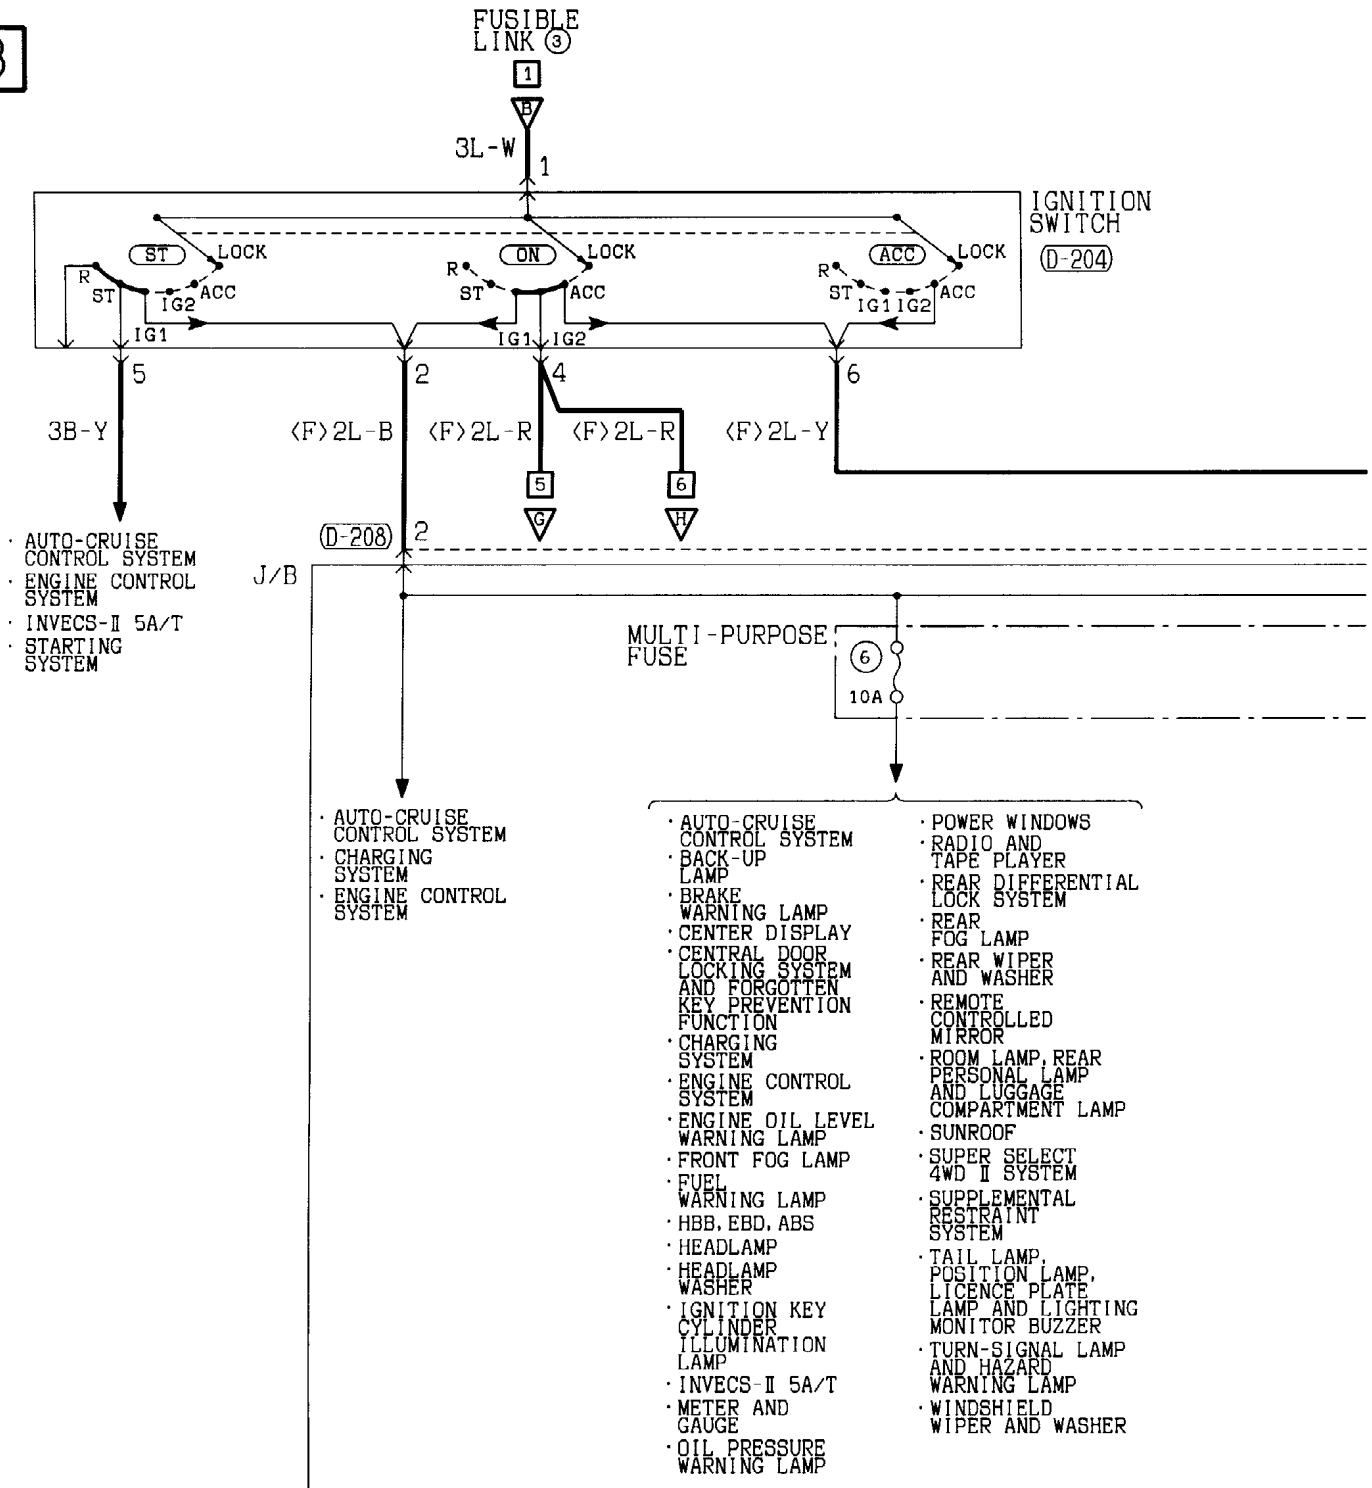 FUSIBLE
LINK ③
1
B
3L-W
1
IGNITION
SWITCH
D-204
ST
LOCK
R
ST
IG1
IG2
ACC
ON
LOCK
R
ST
IG1
IG2
ACC
ACC
LOCK
R
ST
IG1
IG2
ACC
5
2
4
6
3B-Y
<F>2L-B
<F>2L-R
<F>2L-R
<F>2L-Y
5
G
6
H
D-208
2
J/B
· AUTO-CRUISE
CONTROL SYSTEM
· ENGINE CONTROL
SYSTEM
· INVECS-Ⅱ 5A/T
· STARTING
SYSTEM
MULTI-PURPOSE
FUSE
⑥
10A
· AUTO-CRUISE
CONTROL SYSTEM
· CHARGING
SYSTEM
· ENGINE CONTROL
SYSTEM
· AUTO-CRUISE
CONTROL SYSTEM
· BACK-UP
LAMP
· BRAKE
WARNING LAMP
· CENTER DISPLAY
· CENTRAL DOOR
LOCKING SYSTEM
AND FORGOTTEN
KEY PREVENTION
FUNCTION
· CHARGING
SYSTEM
· ENGINE CONTROL
SYSTEM
· ENGINE OIL LEVEL
WARNING LAMP
· FRONT FOG LAMP
· FUEL
WARNING LAMP
· HBB, EBD, ABS
· HEADLAMP
· HEADLAMP
WASHER
· IGNITION KEY
CYLINDER
ILLUMINATION
LAMP
· INVECS-Ⅱ 5A/T
· METER AND
GAUGE
· OIL PRESSURE
WARNING LAMP
· POWER WINDOWS
· RADIO AND
TAPE PLAYER
· REAR DIFFERENTIAL
LOCK SYSTEM
· REAR
FOG LAMP
· REAR WIPER
AND WASHER
· REMOTE
CONTROLLED
MIRROR
· ROOM LAMP, REAR
PERSONAL LAMP
AND LUGGAGE
COMPARTMENT LAMP
· SUNROOF
· SUPER SELECT
4WD Ⅱ SYSTEM
· SUPPLEMENTAL
RESTRAINT
SYSTEM
· TAIL LAMP,
POSITION LAMP,
LICENCE PLATE
LAMP AND LIGHTING
MONITOR BUZZER
· TURN-SIGNAL LAMP
AND HAZARD
WARNING LAMP
· WINDSHIELD
WIPER AND WASHER